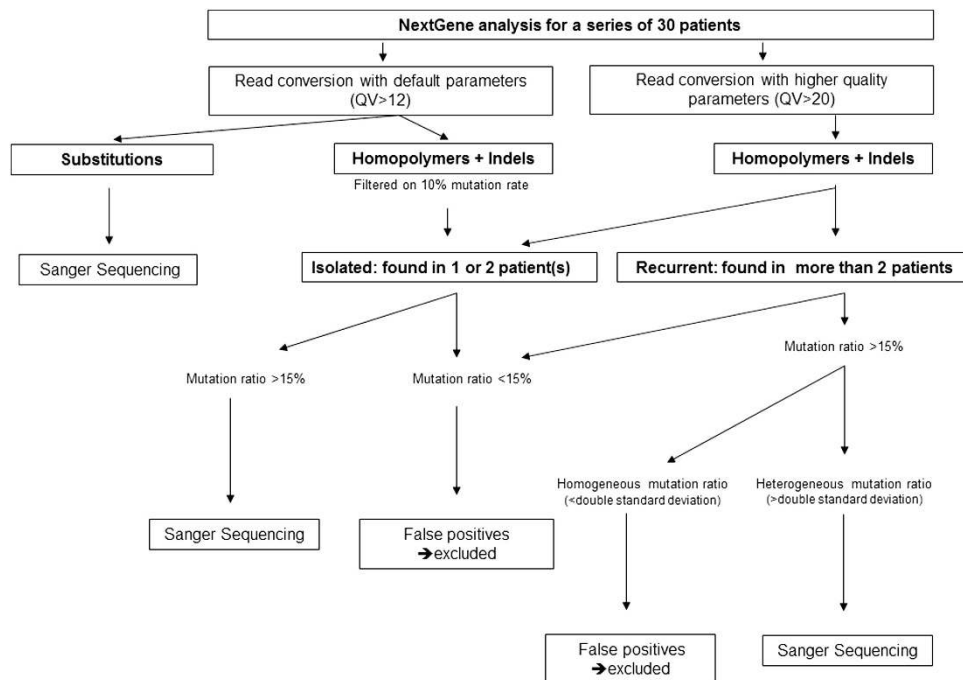 NextGene analysis for a series of 30 patients
Read conversion with default parameters
(QV>12)
Read conversion with higher quality
parameters (QV>20)
Substitutions
Homopolymers + Indels
Homopolymers + Indels
Filtered on 10% mutation rate
Sanger Sequencing
Isolated: found in 1 or 2 patient(s)
Recurrent: found in more than 2 patients
Mutation ratio >15%
Mutation ratio >15%
Mutation ratio <15%
Homogeneous mutation ratio
(<double standard deviation)
Heterogeneous mutation ratio
(>double standard deviation)
Sanger Sequencing
False positives
➔excluded
False positives
➔excluded
Sanger Sequencing